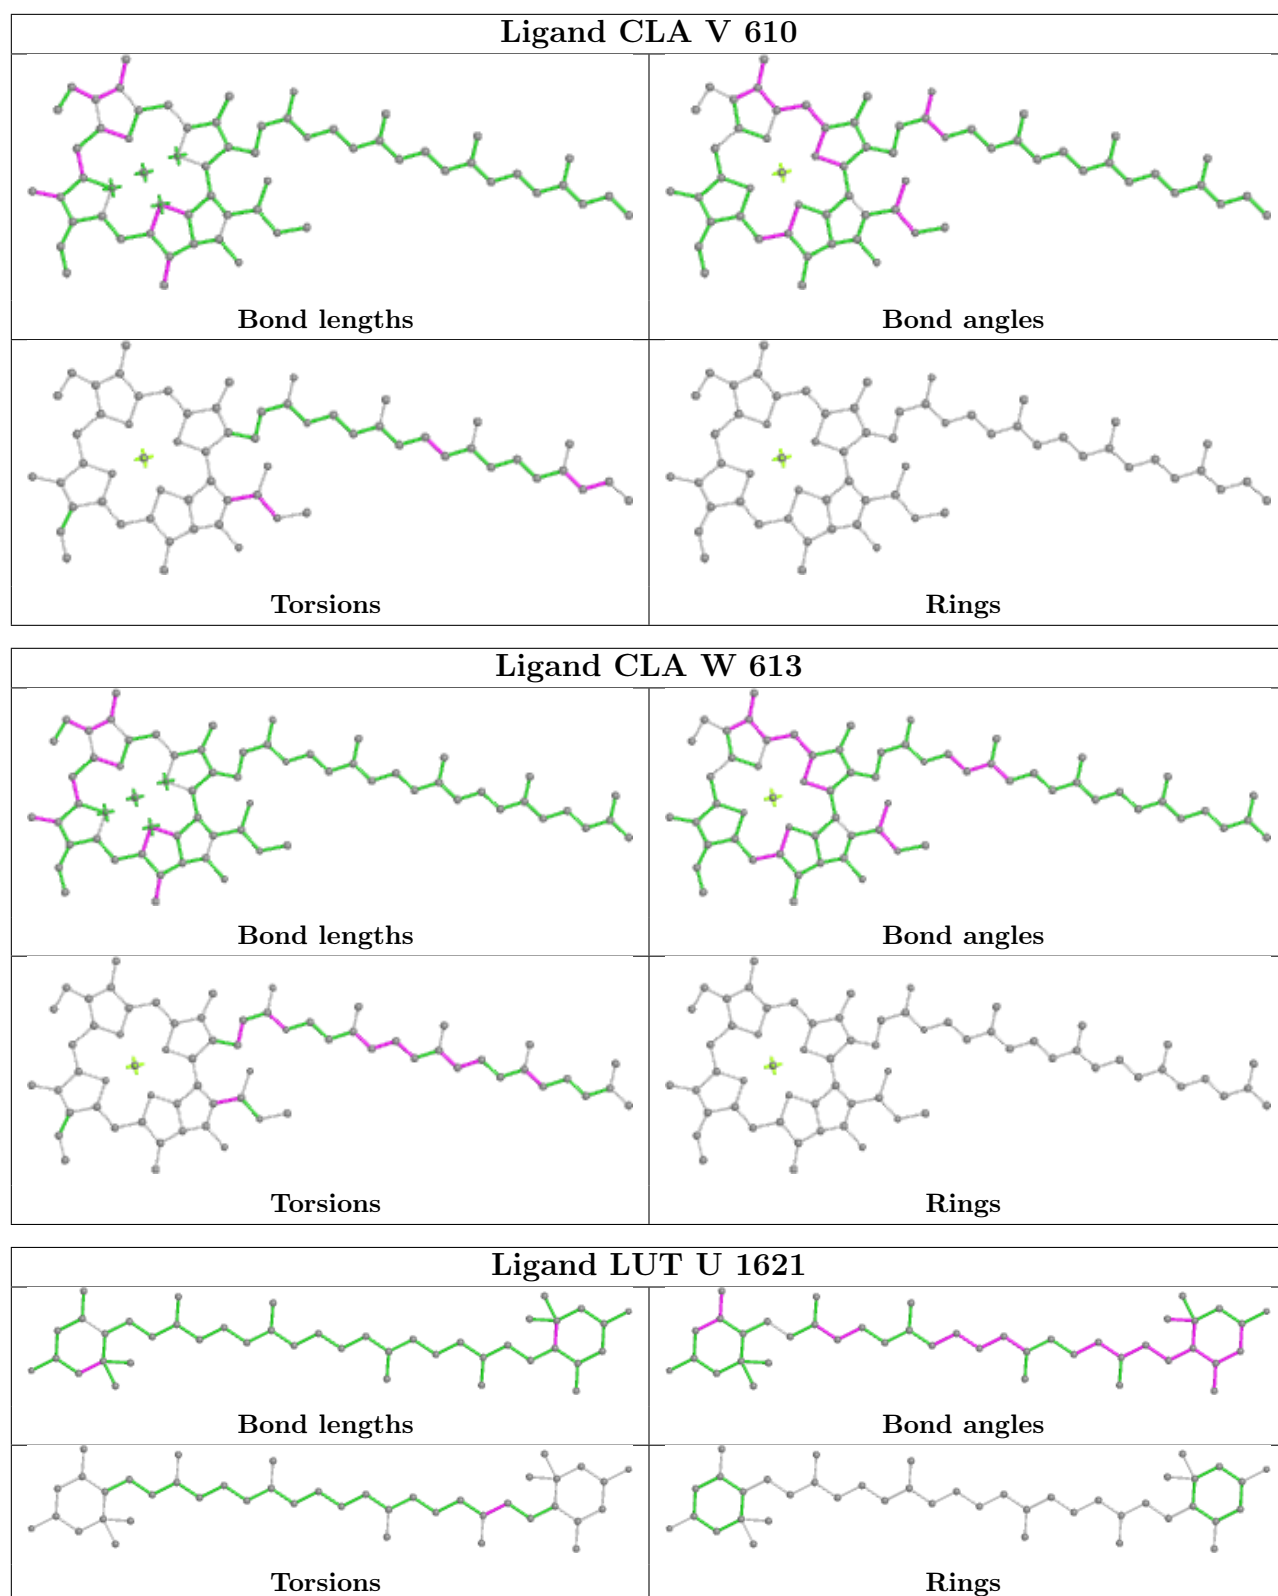 Ligand CLA V 610
Bond lengths
Bond angles
Torsions
Rings
Ligand CLA W 613
Bond lengths
Bond angles
Torsions
Rings
Ligand LUT U 1621
Bond lengths
Bond angles
Torsions
Rings